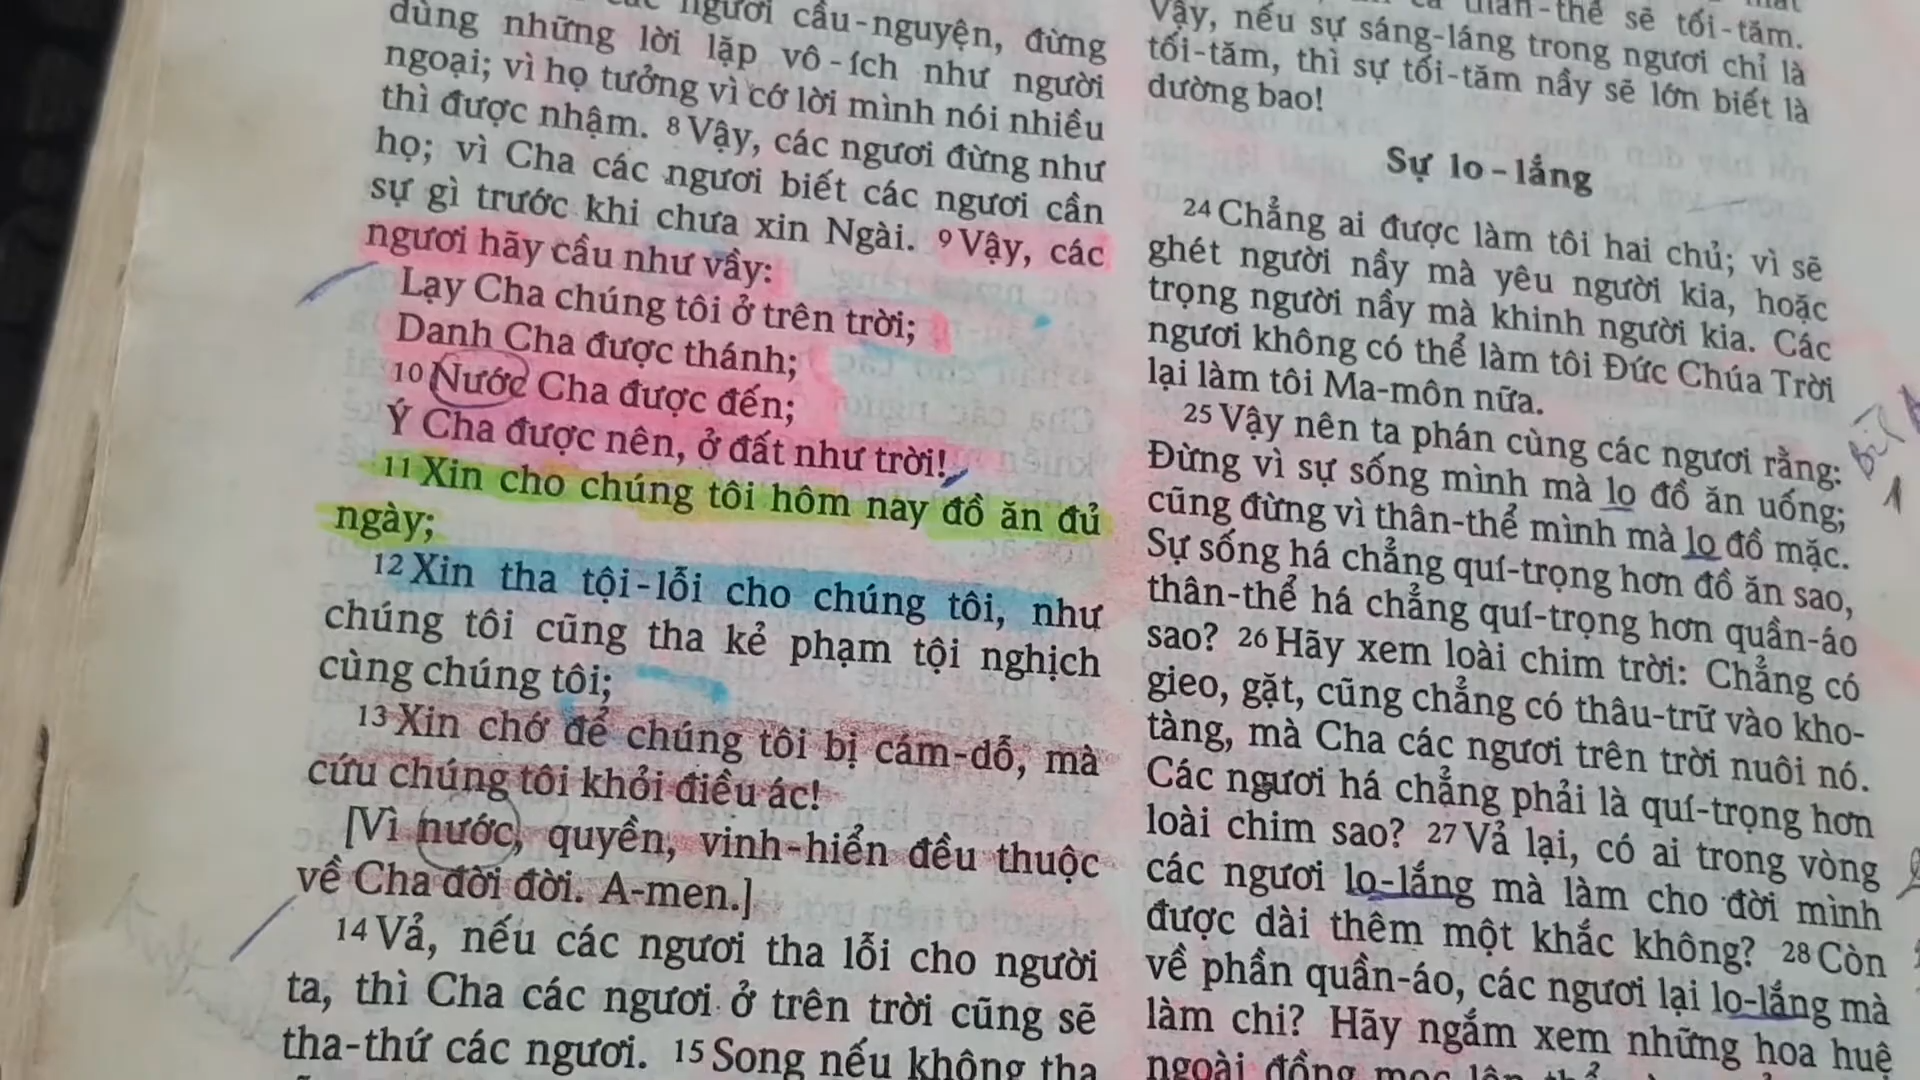 người cầu-nguyện, đừng
dùng những lời lặp vô-ích như người
ngoại; vì họ tưởng vì cớ lời mình nói nhiều
thì được nhậm. 8 Vậy, các ngươi đừng như
họ; vì Cha các ngươi biết các ngươi cần
sự gì trước khi chưa xin Ngài. 9 Vậy, các
ngươi hãy cầu như vầy:
Lạy Cha chúng tôi ở trên trời;
Danh Cha được thánh;
10 Nước Cha được đến;
Ý Cha được nên, ở đất như trời!
11 Xin cho chúng tôi hôm nay đồ ăn đủ
ngày;
12 Xin tha tội-lỗi cho chúng tôi, như
chúng tôi cũng tha kẻ phạm tội nghịch
cùng chúng tôi;
13 Xin chớ để chúng tôi bị cám-dỗ, mà
cứu chúng tôi khỏi điều ác!
[Vì nước, quyền, vinh-hiển đều thuộc
về Cha đời đời. A-men.]
14 Vả, nếu các ngươi tha lỗi cho người
ta, thì Cha các ngươi ở trên trời cũng sẽ
tha-thứ các ngươi. 15 Song nếu không tha
thân-thể sẽ tối-tăm.
Vậy, nếu sự sáng-láng trong ngươi chỉ là
tối-tăm, thì sự tối-tăm nầy sẽ lớn biết là
dường bao!
Sự lo-lắng
24 Chẳng ai được làm tôi hai chủ; vì sẽ
ghét người nầy mà yêu người kia, hoặc
trọng người nầy mà khinh người kia. Các
ngươi không có thể làm tôi Đức Chúa Trời
lại làm tôi Ma-môn nữa.
25 Vậy nên ta phán cùng các ngươi rằng:
Đừng vì sự sống mình mà lo đồ ăn uống;
cũng đừng vì thân-thể mình mà lo đồ mặc.
Sự sống há chẳng quí-trọng hơn đồ ăn sao,
thân-thể há chẳng quí-trọng hơn quần-áo
sao? 26 Hãy xem loài chim trời: Chẳng có
gieo, gặt, cũng chẳng có thâu-trữ vào kho-
tàng, mà Cha các ngươi trên trời nuôi nó.
Các ngươi há chẳng phải là quí-trọng hơn
loài chim sao? 27 Vả lại, có ai trong vòng
các ngươi lo-lắng mà làm cho đời mình
được dài thêm một khắc không? 28 Còn
về phần quần-áo, các ngươi lại lo-lắng mà
làm chi? Hãy ngắm xem những hoa huệ
ngoài đồng mọc lên thể